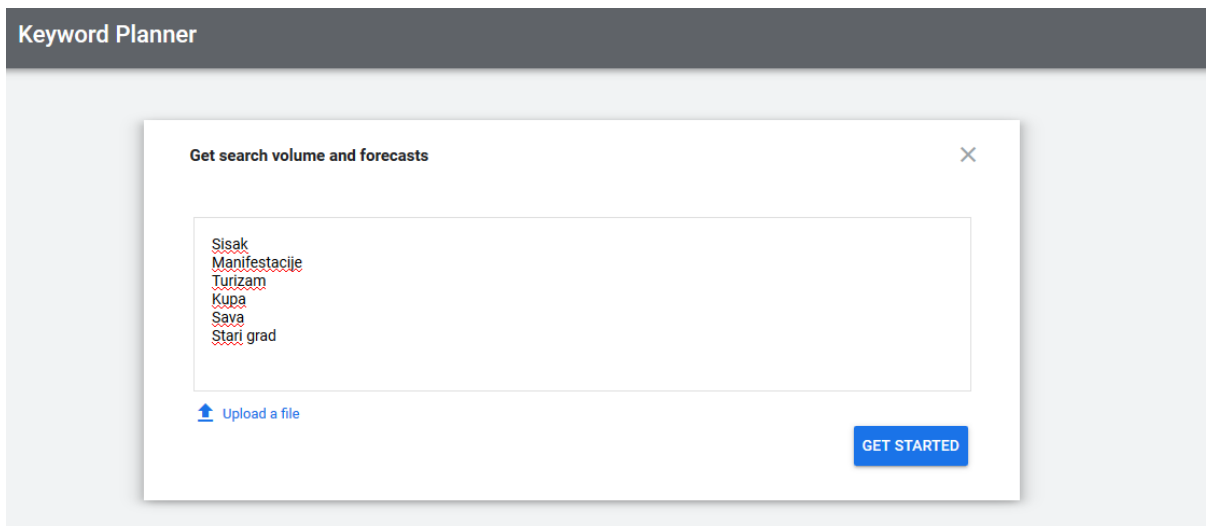 Keyword Planner
Get search volume and forecasts
Sisak
Manifestacije
Turizam
Kupa
Sava
Stari grad
Upload a file
GET STARTED